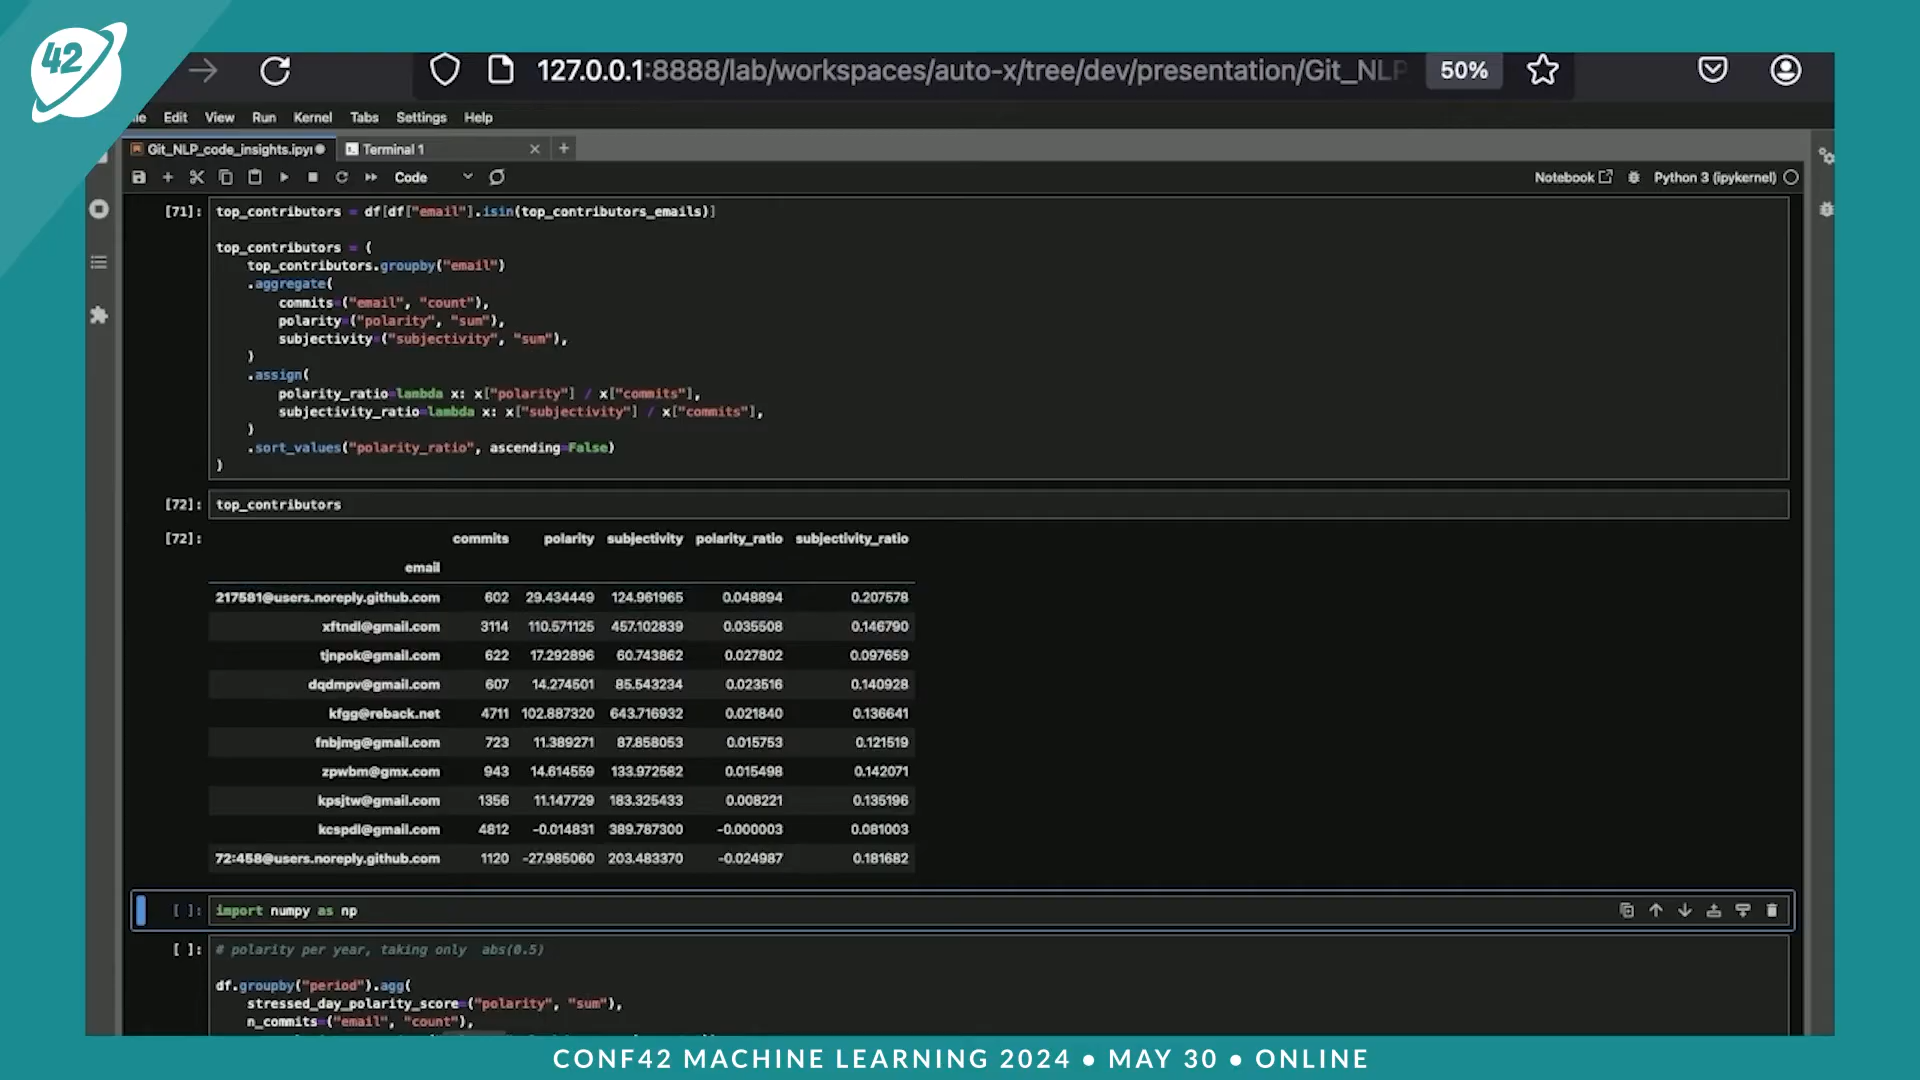 42
127.0.0.1:8888/lab/workspaces/auto-x/tree/dev/presentation/Git_NLP
50%
Edit View Run Kernel Tabs Settings Help
Git_NLP_code_insights.ipyn
Terminal 1
Code
Notebook
Python 3 (ipykernel)
[71]:
top_contributors = df[df["email"].isin(top_contributors_emails)]
top_contributors = (
top_contributors.groupby("email")
.aggregate(
commits=("email", "count"),
polarity=("polarity", "sum"),
subjectivity=("subjectivity", "sum"),
)
.assign(
polarity_ratio=lambda x: x["polarity"] / x["commits"],
subjectivity_ratio=lambda x: x["subjectivity"] / x["commits"],
)
.sort_values("polarity_ratio", ascending=False)
)
[72]: top_contributors
[72]: commits polarity subjectivity polarity_ratio subjectivity_ratio
email
217581@users.noreply.github.com 602 29.434449 124.961965 0.048894 0.207578
xftndl@gmail.com 3114 110.571125 457.102839 0.035508 0.146790
tjnpok@gmail.com 622 17.292896 60.743862 0.027802 0.097659
dqdmpv@gmail.com 607 14.274501 85.543234 0.023516 0.140928
kfgg@reback.net 4711 102.887320 643.716932 0.021840 0.136641
fnbjmg@gmail.com 723 11.389271 87.858053 0.015753 0.121519
zpwbm@gmx.com 943 14.614559 133.972582 0.015498 0.142071
kpsjtw@gmail.com 1356 11.147729 183.325433 0.008221 0.135196
kcspdl@gmail.com 4812 -0.014831 389.787300 -0.000003 0.081003
72:458@users.noreply.github.com 1120 -27.985060 203.483370 -0.024987 0.181682
[ ]: import numpy as np
[ ]: # polarity per year, taking only abs(0.5)
df.groupby("period").agg(
stressed_day_polarity_score=("polarity", "sum"),
n_commits=("email", "count"),
CONF42 MACHINE LEARNING 2024 • MAY 30 • ONLINE